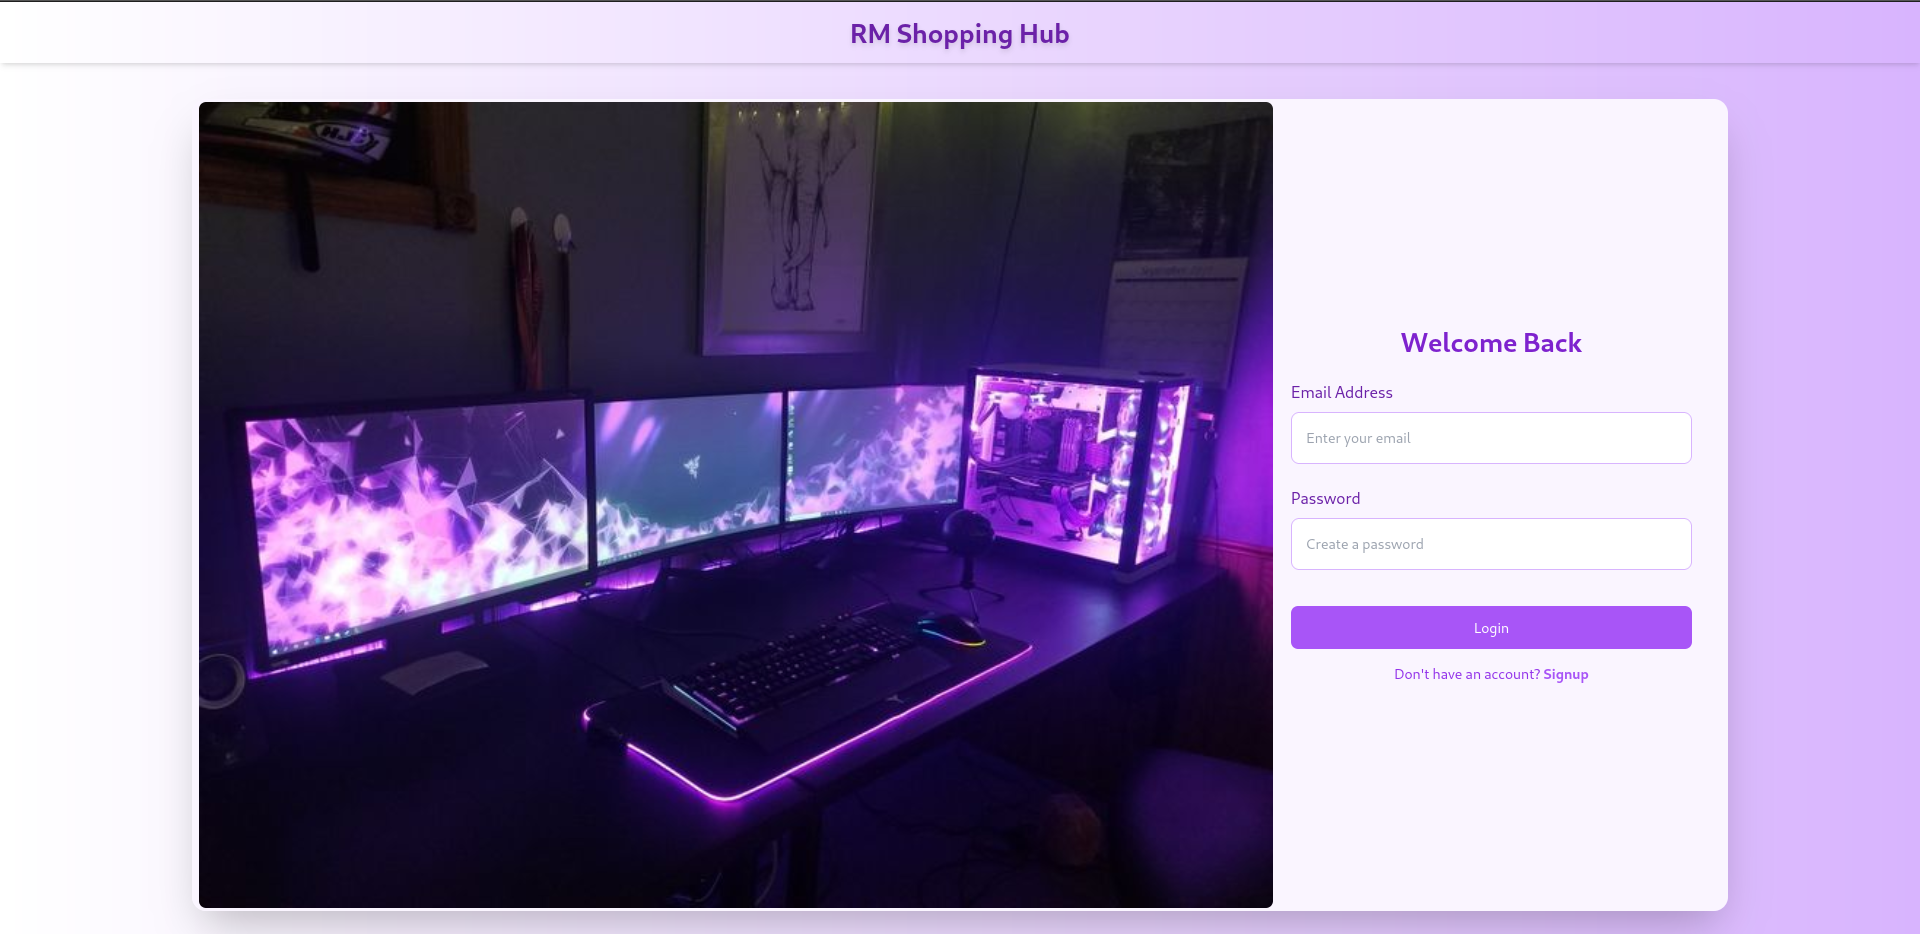 RM Shopping Hub
HJC
Welcome Back
Email Address
Enter your email
Password
Create a password
Login
Don't have an account? Signup